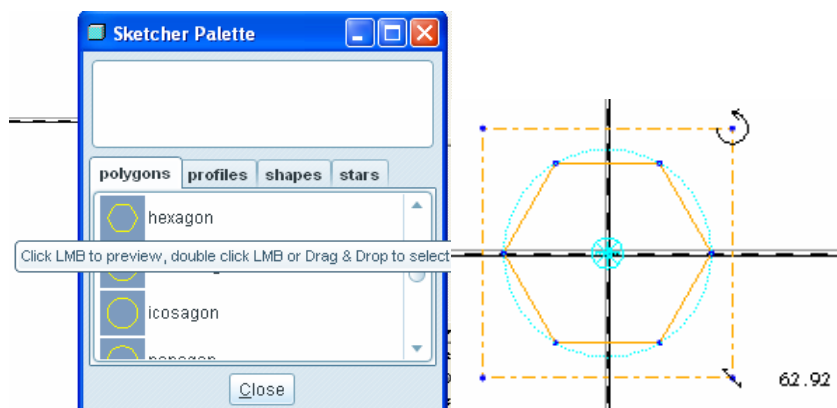 Sketcher Palette
polygons profiles shapes stars
hexagon
Click LMB to preview, double click LMB or Drag & Drop to select
icosagon
Close
62.92